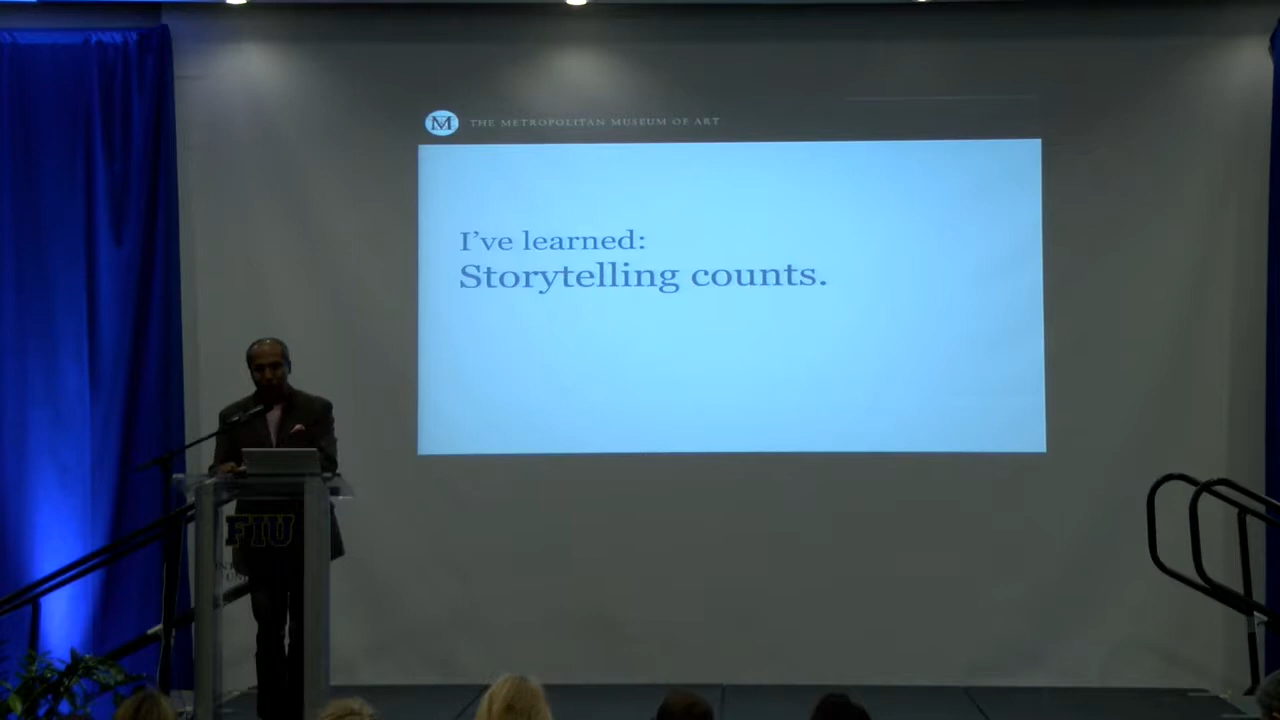 M THE METROPOLITAN MUSEUM OF ART
I've learned:
Storytelling counts.
FIU